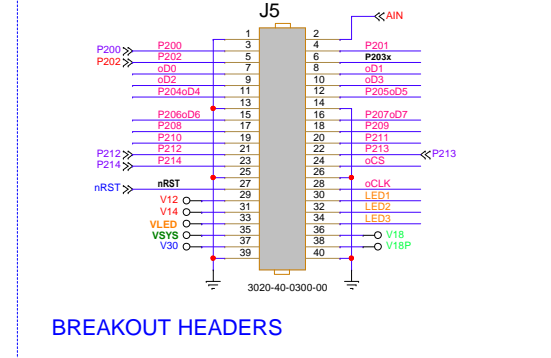 J5
AIN
1 2
P200 P200 3 4 P201
P202 P202 5 6 P203x
oD0 7 8 oD1
oD2 9 10 oD3
P204oD4 11 12 P205oD5
13 14
P206oD6 15 16 P207oD7
P208 17 18 P209
P210 19 20 P211
P212 P212 21 22 P213 P213
P214 P214 23 24 oCS
25 26
nRST nRST 27 28 oCLK
V12 29 30 LED1
V14 31 32 LED2
VLED 33 34 LED3
VSYS 35 36 V18
V30 37 38 V18P
39 40
3020-40-0300-00
BREAKOUT HEADERS